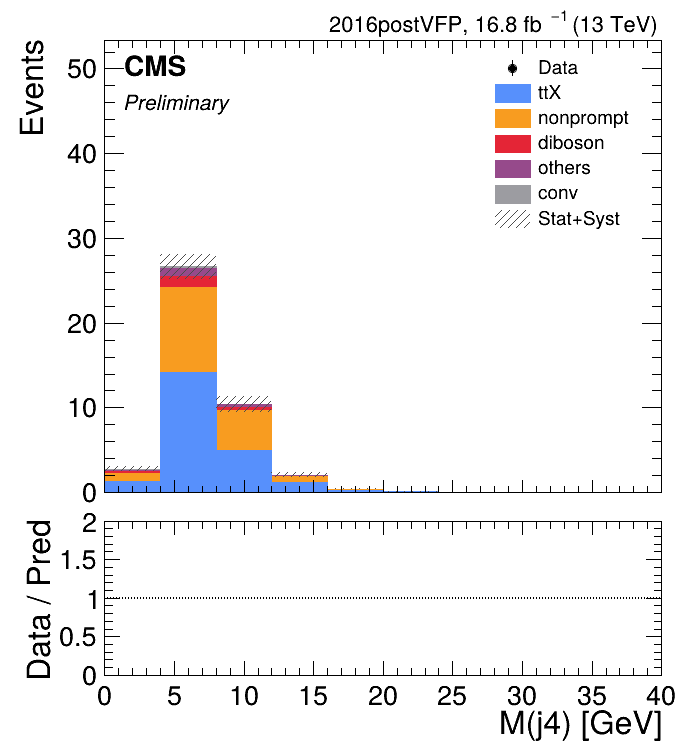 2016postVFP, 16.8 fb⁻¹ (13 TeV)
CMS
Preliminary
Events
50
40
30
20
10
0
Data
ttX
nonprompt
diboson
others
conv
Stat+Syst
Data / Pred
2
1.5
1
0.5
0
0 5 10 15 20 25 30 35 40
M(j4) [GeV]